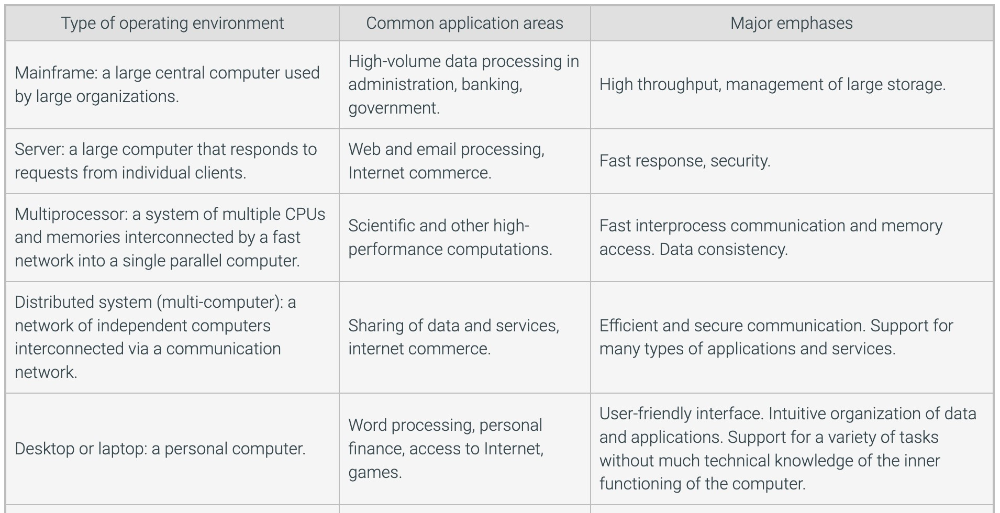 Type of operating environment
Common application areas
Major emphases
Mainframe: a large central computer used
by large organizations.
High-volume data processing in
administration, banking,
government.
High throughput, management of large storage.
Server: a large computer that responds to
requests from individual clients.
Web and email processing,
Internet commerce.
Fast response, security.
Multiprocessor: a system of multiple CPUs
and memories interconnected by a fast
network into a single parallel computer.
Scientific and other high-
performance computations.
Fast interprocess communication and memory
access. Data consistency.
Distributed system (multi-computer): a
network of independent computers
interconnected via a communication
network.
Sharing of data and services,
internet commerce.
Efficient and secure communication. Support for
many types of applications and services.
Desktop or laptop: a personal computer.
Word processing, personal
finance, access to Internet,
games.
User-friendly interface. Intuitive organization of data
and applications. Support for a variety of tasks
without much technical knowledge of the inner
functioning of the computer.